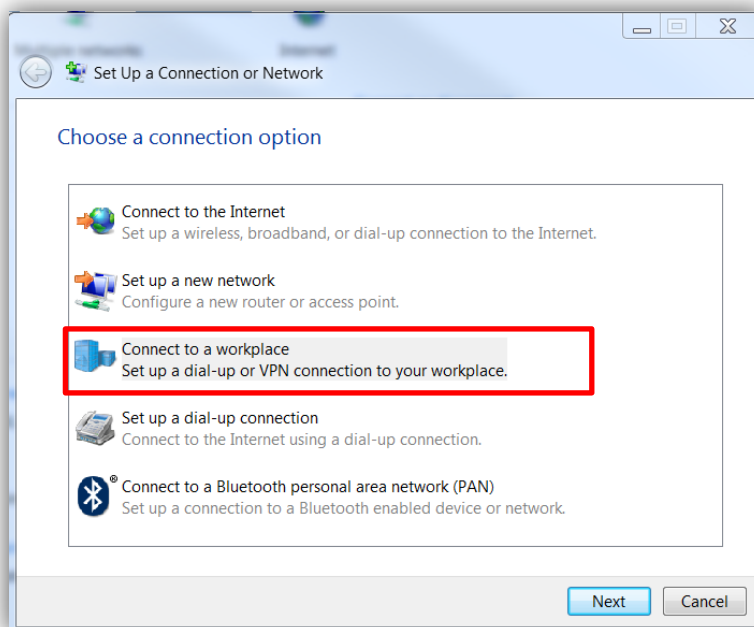 Set Up a Connection or Network
Choose a connection option
Connect to the Internet
Set up a wireless, broadband, or dial-up connection to the Internet.
Set up a new network
Configure a new router or access point.
Connect to a workplace
Set up a dial-up or VPN connection to your workplace.
Set up a dial-up connection
Connect to the Internet using a dial-up connection.
®
Connect to a Bluetooth personal area network (PAN)
Set up a connection to a Bluetooth enabled device or network.
Next Cancel